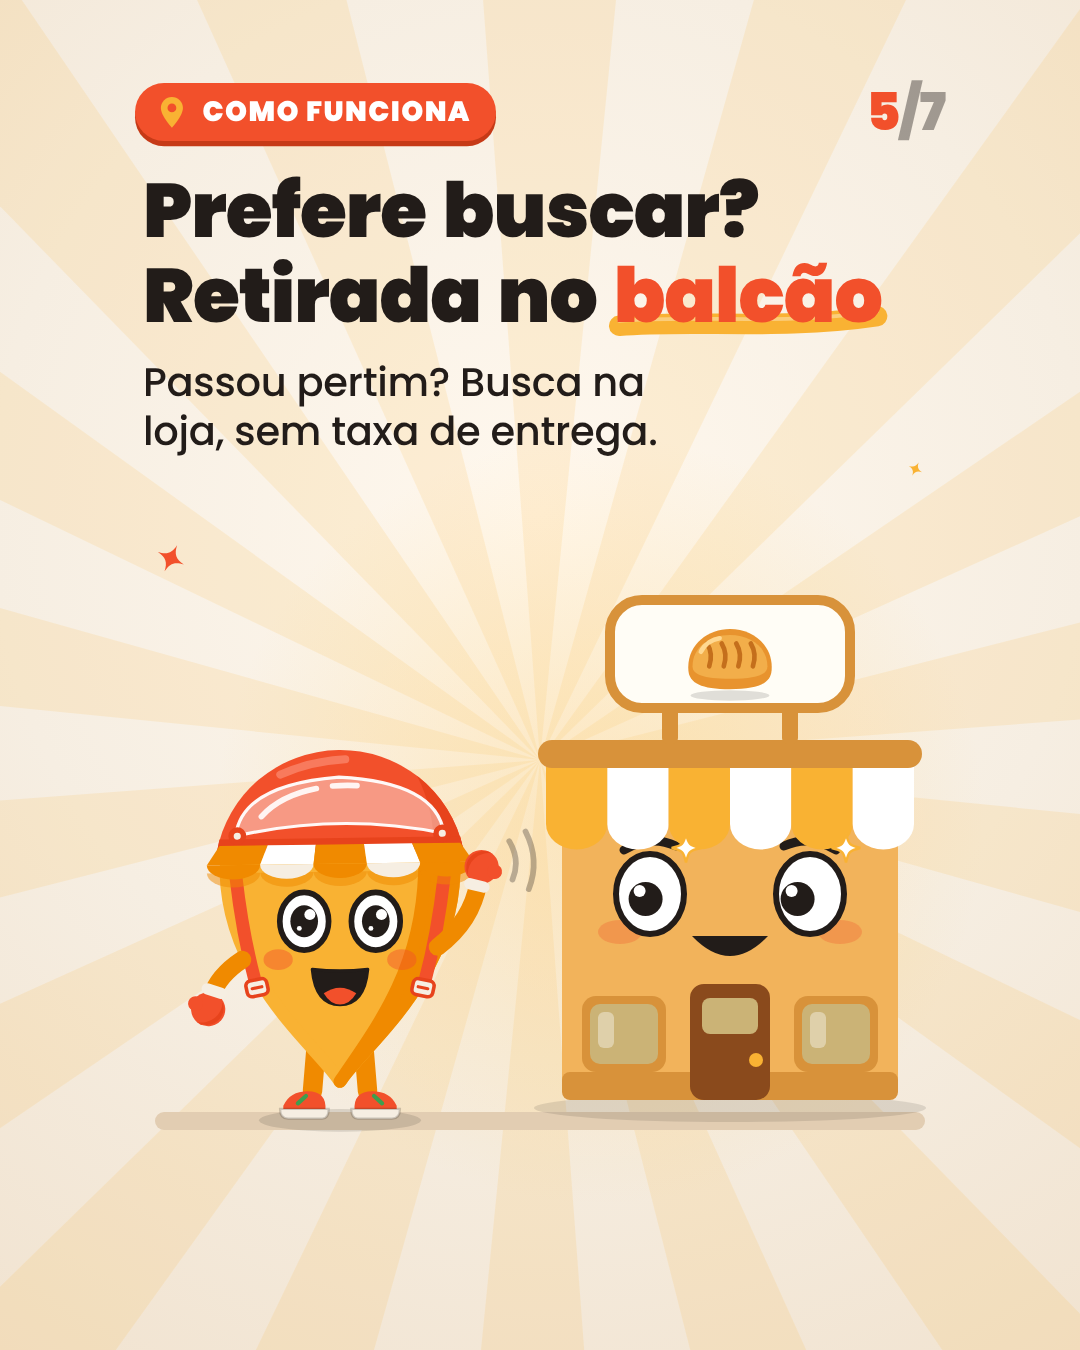 COMO FUNCIONA
5/7
Prefere buscar?
Retirada no balcão
Passou pertim? Busca na
loja, sem taxa de entrega.